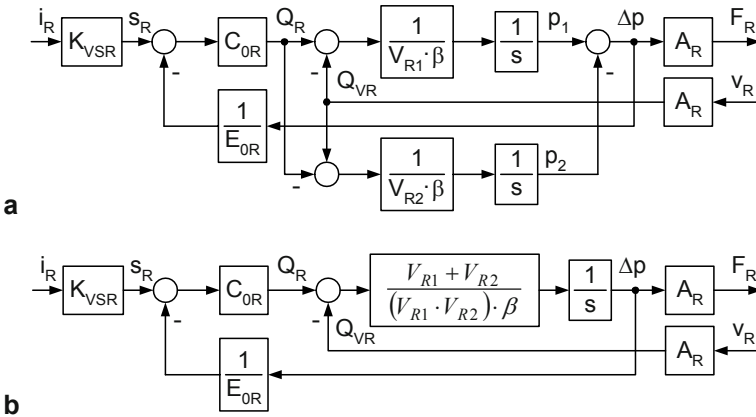 i_R s_R Q_R p_1 Δp F_R
K_VSR C_0R 1/(V_R1·β) 1/s A_R
- - -
Q_VR v_R
1/E_0R A_R
p_2
- 1/(V_R2·β) 1/s
a
i_R s_R Q_R Δp F_R
K_VSR C_0R (V_R1 + V_R2)/((V_R1 · V_R2) · β) 1/s A_R
- -
Q_VR v_R
1/E_0R A_R
b